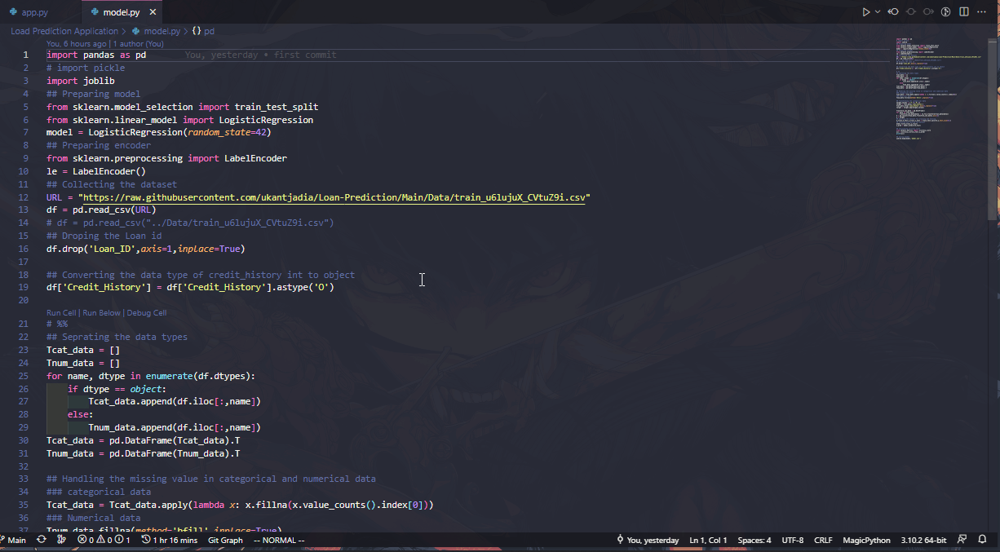 app.py model.py
Load Prediction Application > model.py > {} pd
You, 6 hours ago | 1 author (You)
1 import pandas as pd You, yesterday • first commit
2 # import pickle
3 import joblib
4 ## Preparing model
5 from sklearn.model_selection import train_test_split
6 from sklearn.linear_model import LogisticRegression
7 model = LogisticRegression(random_state=42)
8 ## Preparing encoder
9 from sklearn.preprocessing import LabelEncoder
10 le = LabelEncoder()
11 ## Collecting the dataset
12 URL = "https://raw.githubusercontent.com/ukantjadia/Loan-Prediction/Main/Data/train_u6lujuX_CVtuZ9i.csv"
13 df = pd.read_csv(URL)
14 # df = pd.read_csv("../Data/train_u6lujuX_CVtuZ9i.csv")
15 ## Droping the Loan id
16 df.drop('Loan_ID',axis=1,inplace=True)
17
18 ## Converting the data type of credit_history int to object
19 df['Credit_History'] = df['Credit_History'].astype('O')
20
Run Cell | Run Below | Debug Cell
21 # %%
22 ## Seprating the data types
23 Tcat_data = []
24 Tnum_data = []
25 for name, dtype in enumerate(df.dtypes):
26 if dtype == object:
27 Tcat_data.append(df.iloc[:,name])
28 else:
29 Tnum_data.append(df.iloc[:,name])
30 Tcat_data = pd.DataFrame(Tcat_data).T
31 Tnum_data = pd.DataFrame(Tnum_data).T
32
33 ## Handling the missing value in categorical and numerical data
34 ### categorical data
35 Tcat_data = Tcat_data.apply(lambda x: x.fillna(x.value_counts().index[0]))
36 ### Numerical data
37 Tnum_data.fillna(method='bfill',inplace=True)
Main 0 0 1 1 hr 16 mins Git Graph -- NORMAL -- You, yesterday Ln 1, Col 1 Spaces: 4 UTF-8 CRLF MagicPython 3.10.2 64-bit